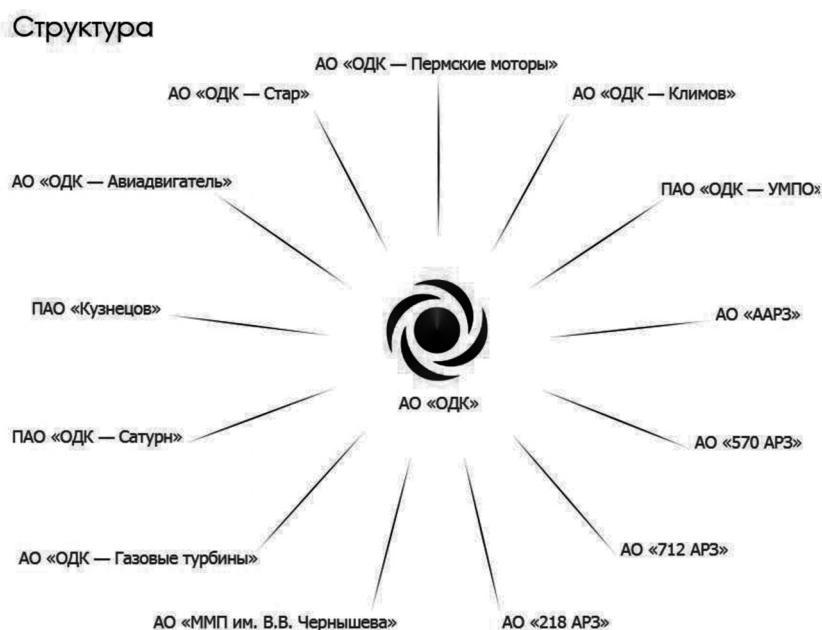 Структура
АО «ОДК — Пермские моторы»
АО «ОДК — Стар»
АО «ОДК — Климов»
АО «ОДК — Авиадвигатель»
ПАО «ОДК — УМПО»
ПАО «Кузнецов»
АО «ААРЗ»
АО «ОДК»
ПАО «ОДК — Сатурн»
АО «570 АРЗ»
АО «712 АРЗ»
АО «ОДК — Газовые турбины»
АО «ММП им. В.В. Чернышева»
АО «218 АРЗ»